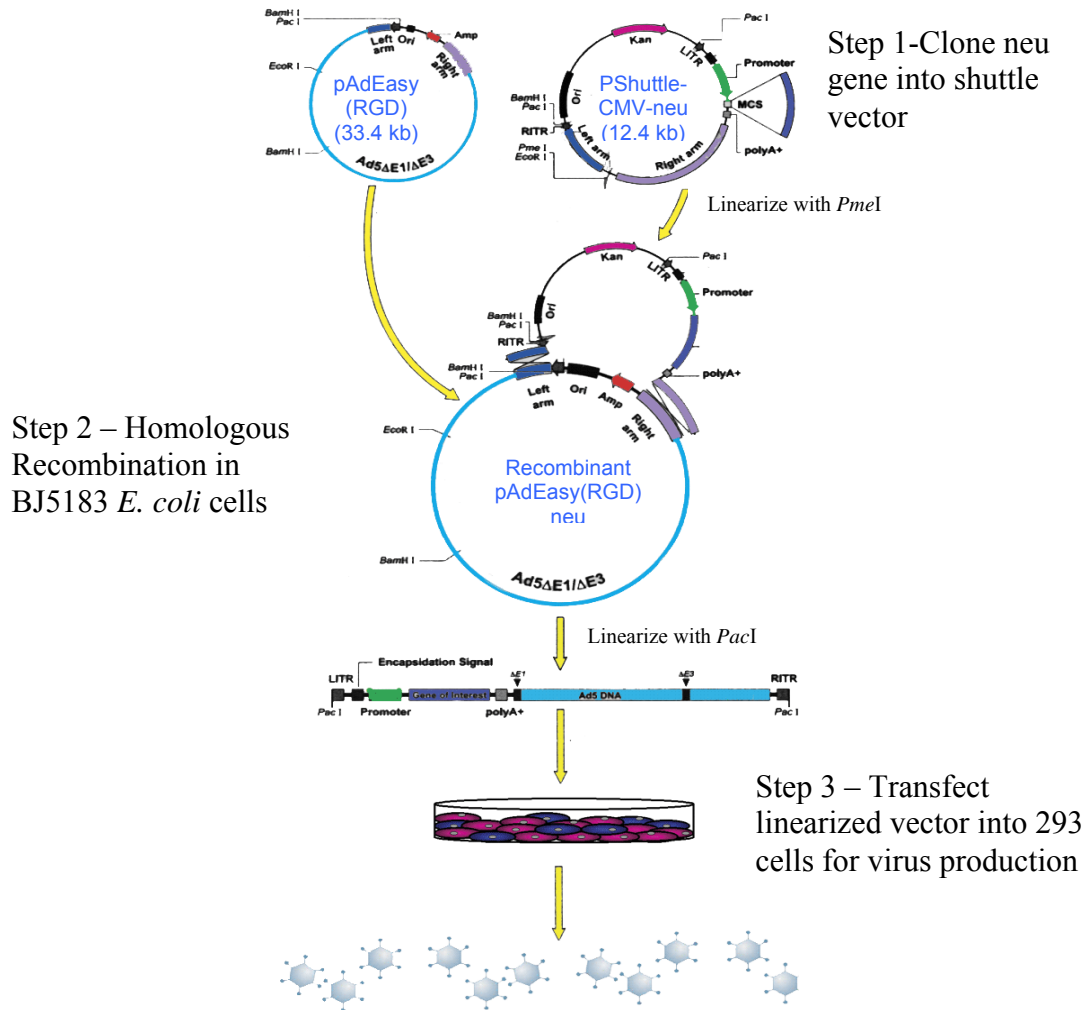 BamH I
Pac I
Left
arm
Ori
Amp
Right
arm
EcoR I
pAdEasy
(RGD)
(33.4 kb)
BamH I
Ad5ΔE1/ΔE3
Pac I
Kan
LITR
Promoter
MCS
polyA+
Ori
PShuttle-
CMV-neu
(12.4 kb)
BamH I
Pac I
RITR
Left arm
Pme I
EcoR I
Right arm
Step 1-Clone neu
gene into shuttle
vector
Linearize with PmeI
Kan
Pac I
LITR
Promoter
Ori
BamH I
Pac I
RITR
polyA+
BamH I
Pac I
Left
arm
Ori
Amp
Right
arm
EcoR I
Step 2 – Homologous
Recombination in
BJ5183 E. coli cells
Recombinant
pAdEasy(RGD)
neu
BamH I
Ad5ΔE1/ΔE3
Linearize with PacI
LITR
Encapsidation Signal
ΔE1
ΔE3
RITR
Gene of Interest
Ad5 DNA
Pac I
Promoter
polyA+
Pac I
Step 3 – Transfect
linearized vector into 293
cells for virus production